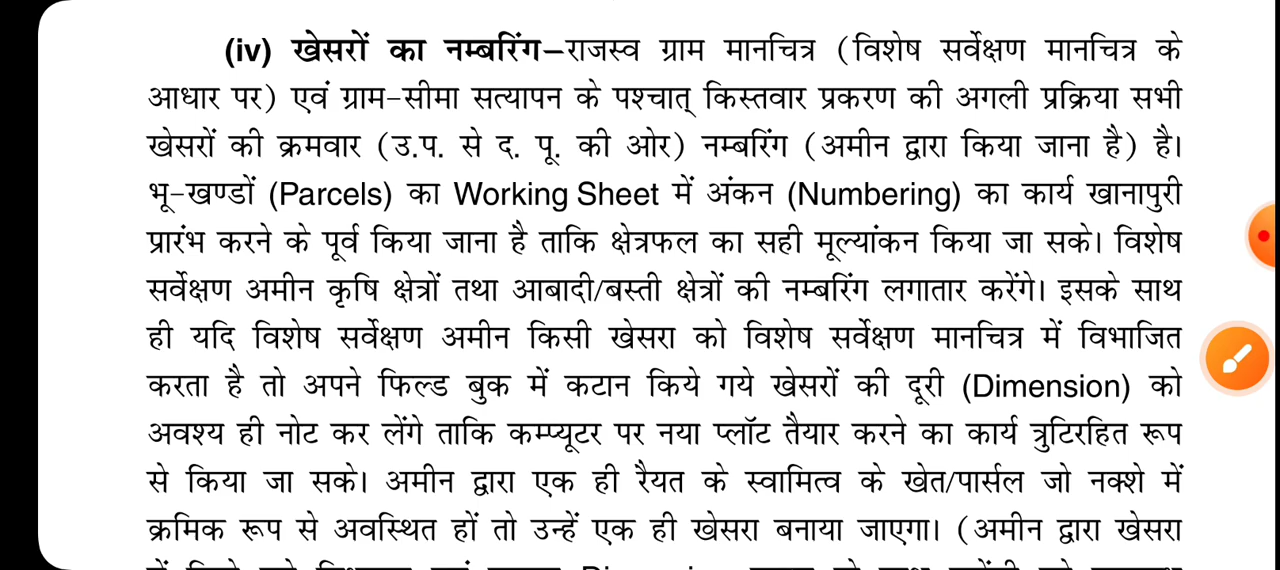 (iv) खेसरों का नम्बरिंग–राजस्व ग्राम मानचित्र (विशेष सर्वेक्षण मानचित्र के
आधार पर) एवं ग्राम-सीमा सत्यापन के पश्चात् किस्तवार प्रकरण की अगली प्रक्रिया सभी
खेसरों की क्रमवार (उ.प. से द. पू. की ओर) नम्बरिंग (अमीन द्वारा किया जाना है) है।
भू-खण्डों (Parcels) का Working Sheet में अंकन (Numbering) का कार्य खानापुरी
प्रारंभ करने के पूर्व किया जाना है ताकि क्षेत्रफल का सही मूल्यांकन किया जा सके। विशेष
सर्वेक्षण अमीन कृषि क्षेत्रों तथा आबादी/बस्ती क्षेत्रों की नम्बरिंग लगातार करेंगे। इसके साथ
ही यदि विशेष सर्वेक्षण अमीन किसी खेसरा को विशेष सर्वेक्षण मानचित्र में विभाजित
करता है तो अपने फिल्ड बुक में कटान किये गये खेसरों की दूरी (Dimension) को
अवश्य ही नोट कर लेंगे ताकि कम्प्यूटर पर नया प्लॉट तैयार करने का कार्य त्रुटिरहित रूप
से किया जा सके। अमीन द्वारा एक ही रैयत के स्वामित्व के खेत/पार्सल जो नक्शे में
क्रमिक रूप से अवस्थित हों तो उन्हें एक ही खेसरा बनाया जाएगा। (अमीन द्वारा खेसरा